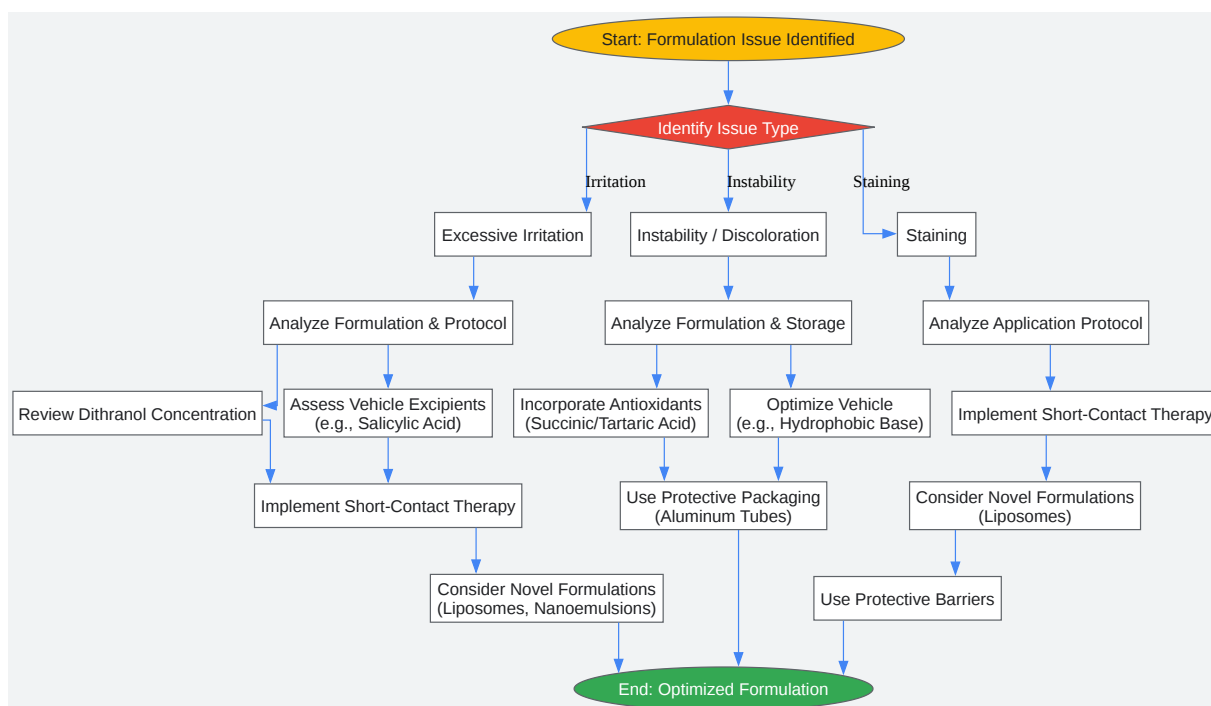 Start: Formulation Issue Identified
Identify Issue Type
Irritation
Instability
Staining
Excessive Irritation
Instability / Discoloration
Staining
Analyze Formulation & Protocol
Analyze Formulation & Storage
Analyze Application Protocol
Review Dithranol Concentration
Assess Vehicle Excipients
(e.g., Salicylic Acid)
Incorporate Antioxidants
(Succinic/Tartaric Acid)
Optimize Vehicle
(e.g., Hydrophobic Base)
Implement Short-Contact Therapy
Implement Short-Contact Therapy
Use Protective Packaging
(Aluminum Tubes)
Consider Novel Formulations
(Liposomes)
Consider Novel Formulations
(Liposomes, Nanoemulsions)
Use Protective Barriers
End: Optimized Formulation